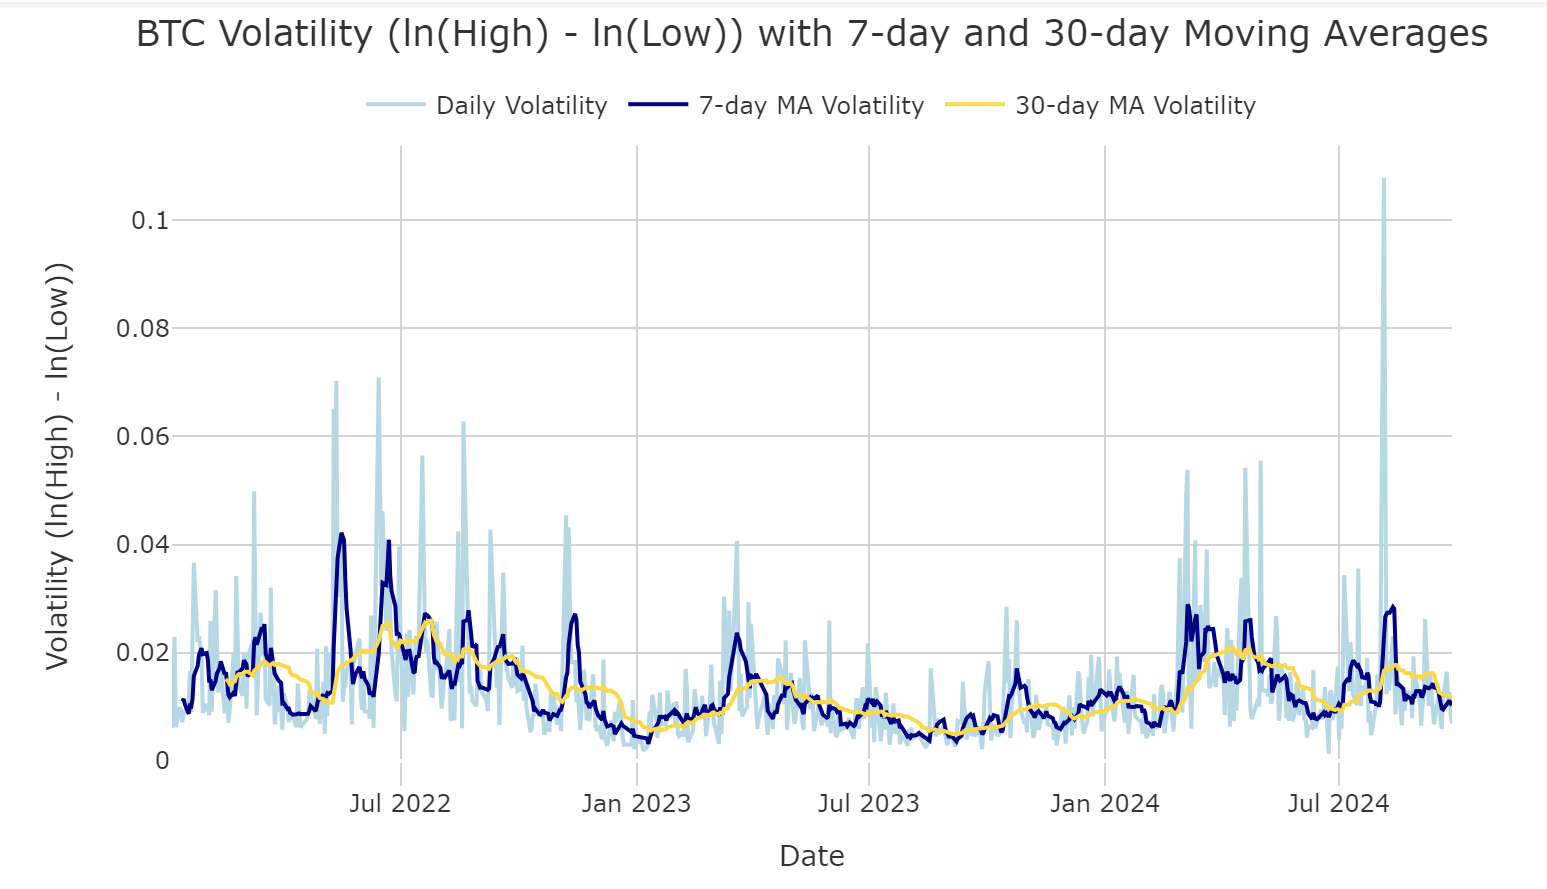 BTC Volatility (ln(High) - ln(Low)) with 7-day and 30-day Moving Averages
Daily Volatility 7-day MA Volatility 30-day MA Volatility
Volatility (ln(High) - ln(Low))
0.1
0.08
0.06
0.04
0.02
0
Jul 2022 Jan 2023 Jul 2023 Jan 2024 Jul 2024
Date